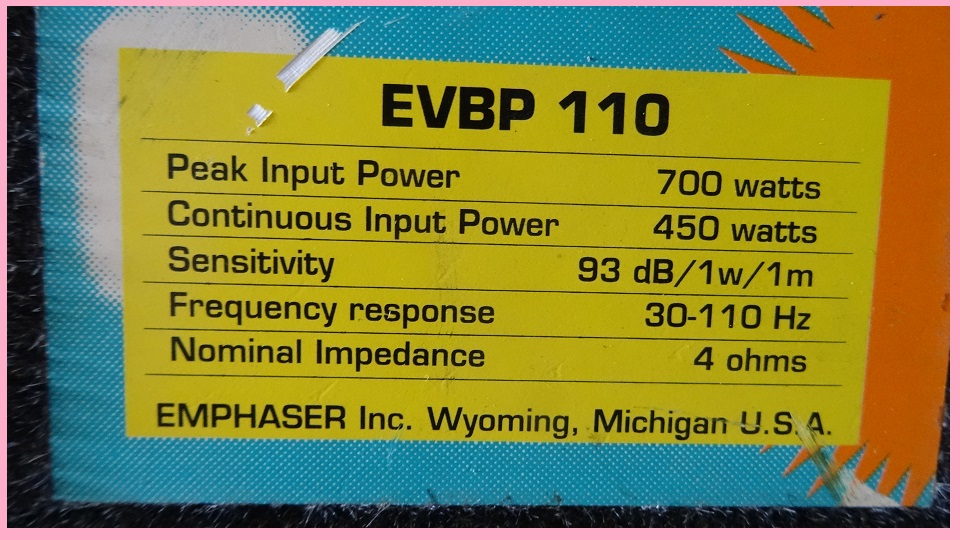 EVBP 110
Peak Input Power 700 watts
Continuous Input Power 450 watts
Sensitivity 93 dB/1w/1m
Frequency response 30-110 Hz
Nominal Impedance 4 ohms
EMPHASER Inc. Wyoming, Michigan U.S.A.